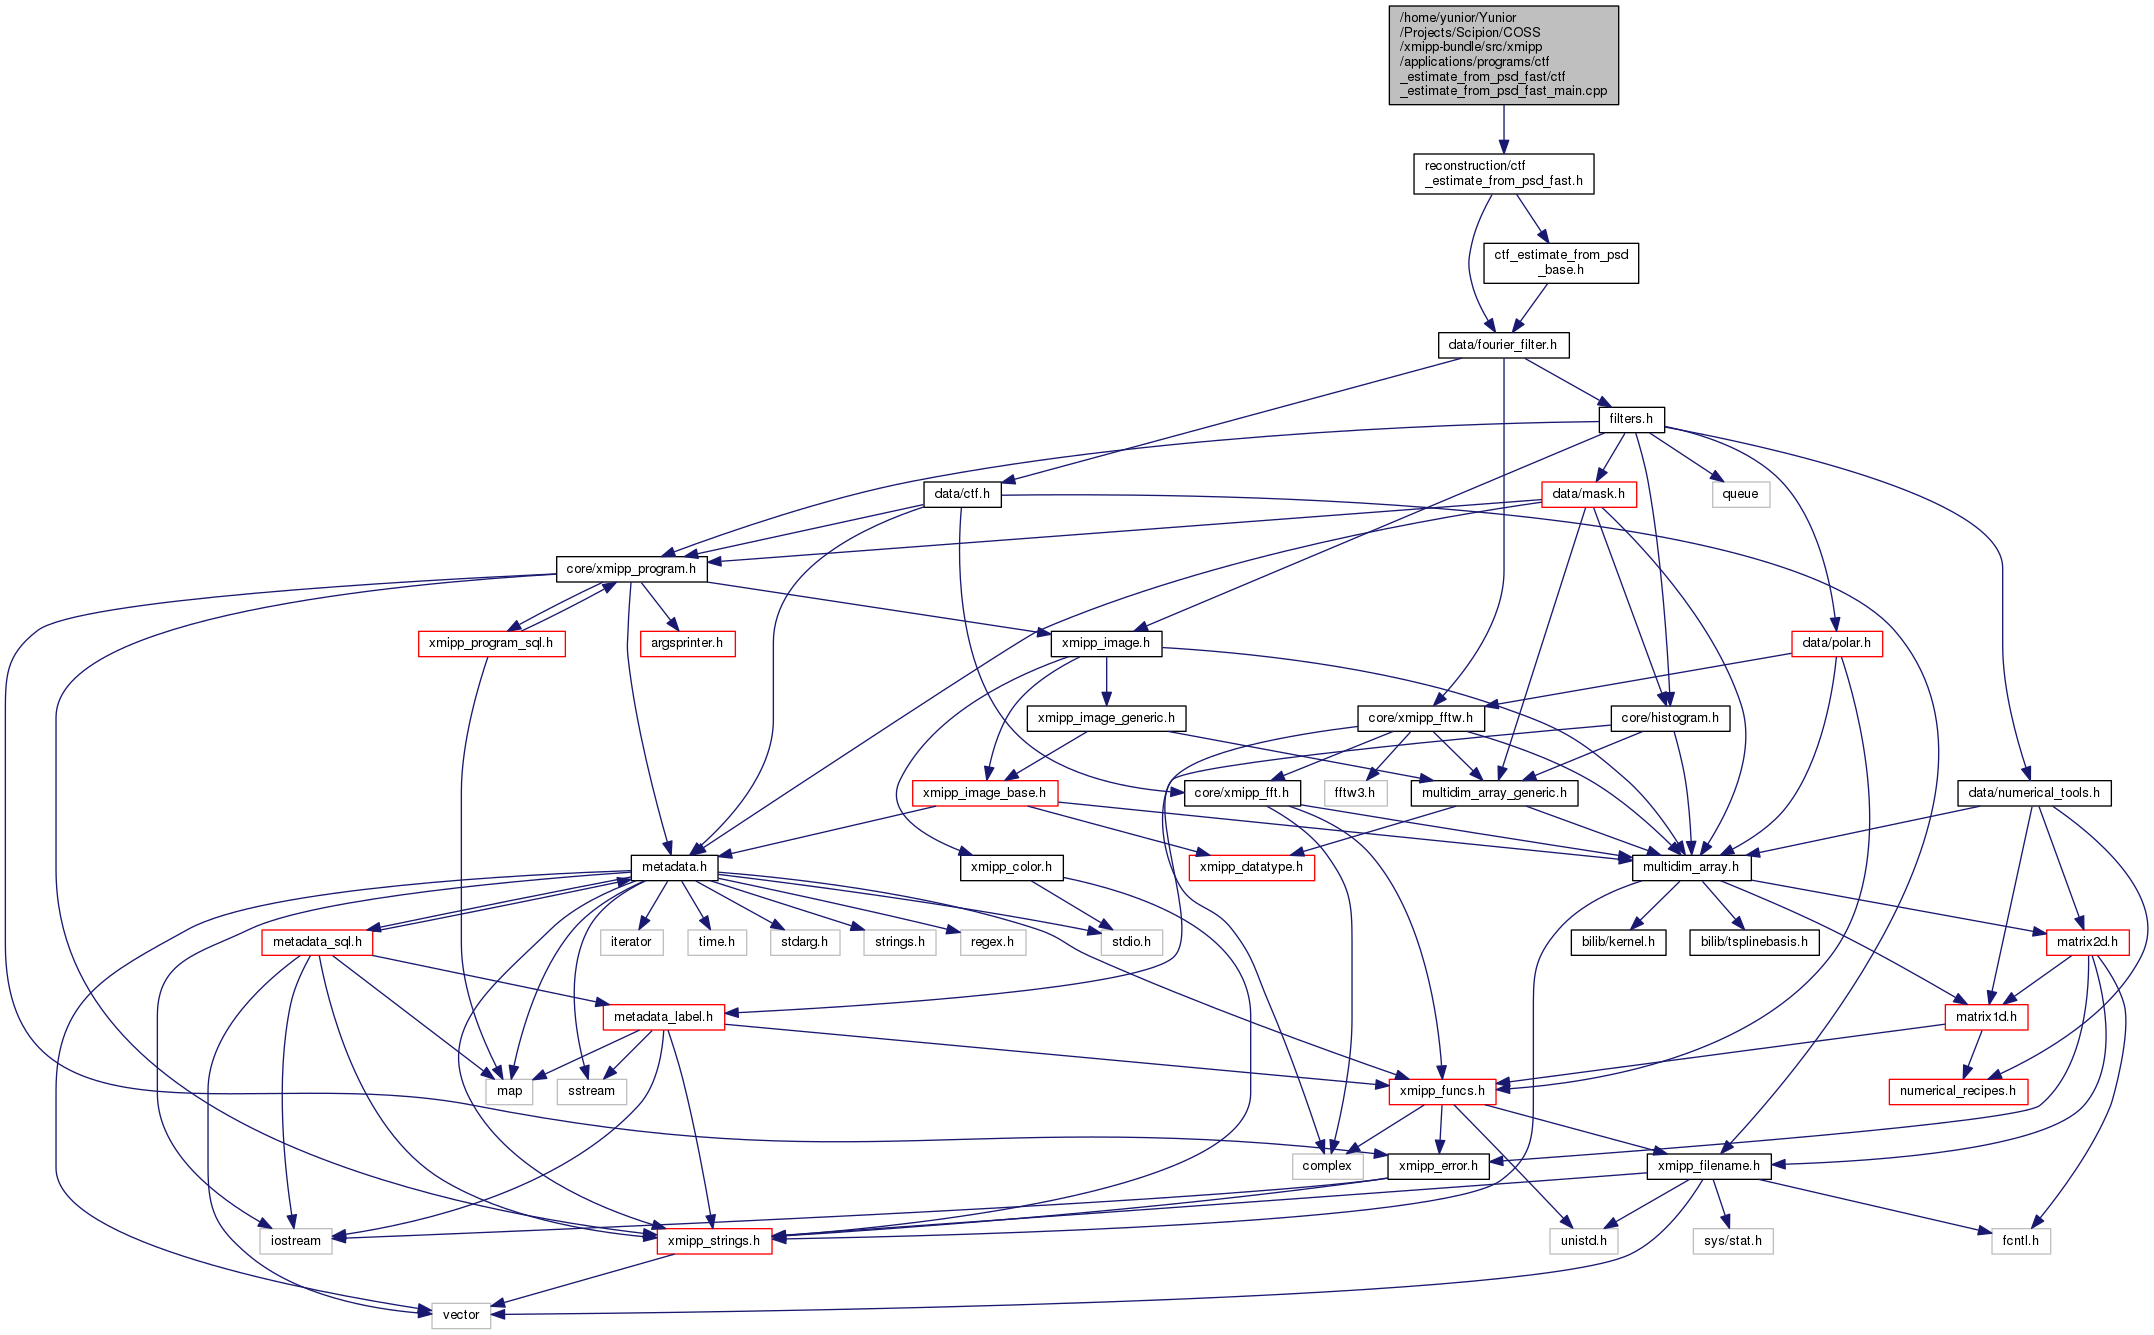 /home/yunior/Yunior
/Projects/Scipion/COSS
/xmipp-bundle/src/xmipp
/applications/programs/ctf
_estimate_from_psd_fast/ctf
_estimate_from_psd_fast_main.cpp
reconstruction/ctf
_estimate_from_psd_fast.h
ctf_estimate_from_psd
_base.h
data/fourier_filter.h
filters.h
data/ctf.h
data/mask.h
queue
core/xmipp_program.h
xmipp_program_sql.h
argsprinter.h
xmipp_image.h
data/polar.h
xmipp_image_generic.h
core/xmipp_fftw.h
core/histogram.h
xmipp_image_base.h
core/xmipp_fft.h
fftw3.h
multidim_array_generic.h
data/numerical_tools.h
metadata.h
xmipp_color.h
xmipp_datatype.h
multidim_array.h
metadata_sql.h
iterator
time.h
stdarg.h
strings.h
regex.h
stdio.h
bilib/kernel.h
bilib/tsplinebasis.h
matrix2d.h
metadata_label.h
matrix1d.h
map
sstream
xmipp_funcs.h
numerical_recipes.h
complex
xmipp_error.h
xmipp_filename.h
iostream
xmipp_strings.h
unistd.h
sys/stat.h
fcntl.h
vector